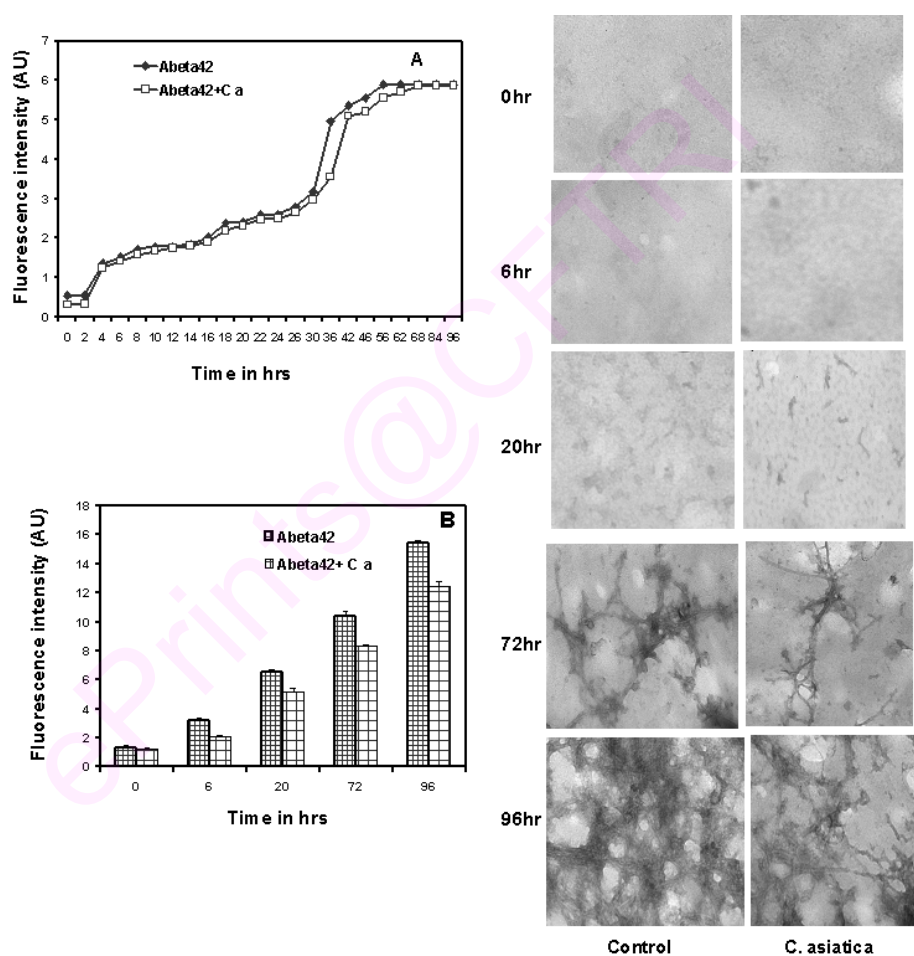 Fluorescence intensity (AU)
7
6
5
4
3
2
1
0
A
Abeta42
Abeta42+C a
0 2 4 6 8 10 12 14 16 18 20 22 24 26 30 36 42 46 56 62 68 84 96
Time in hrs
Fluorescence intensity (AU)
18
16
14
12
10
8
6
4
2
0
B
Abeta42
Abeta42+ C a
0 6 20 72 96
Time in hrs
0hr
6hr
20hr
72hr
96hr
Control C. asiatica
ePrints@CFTRI